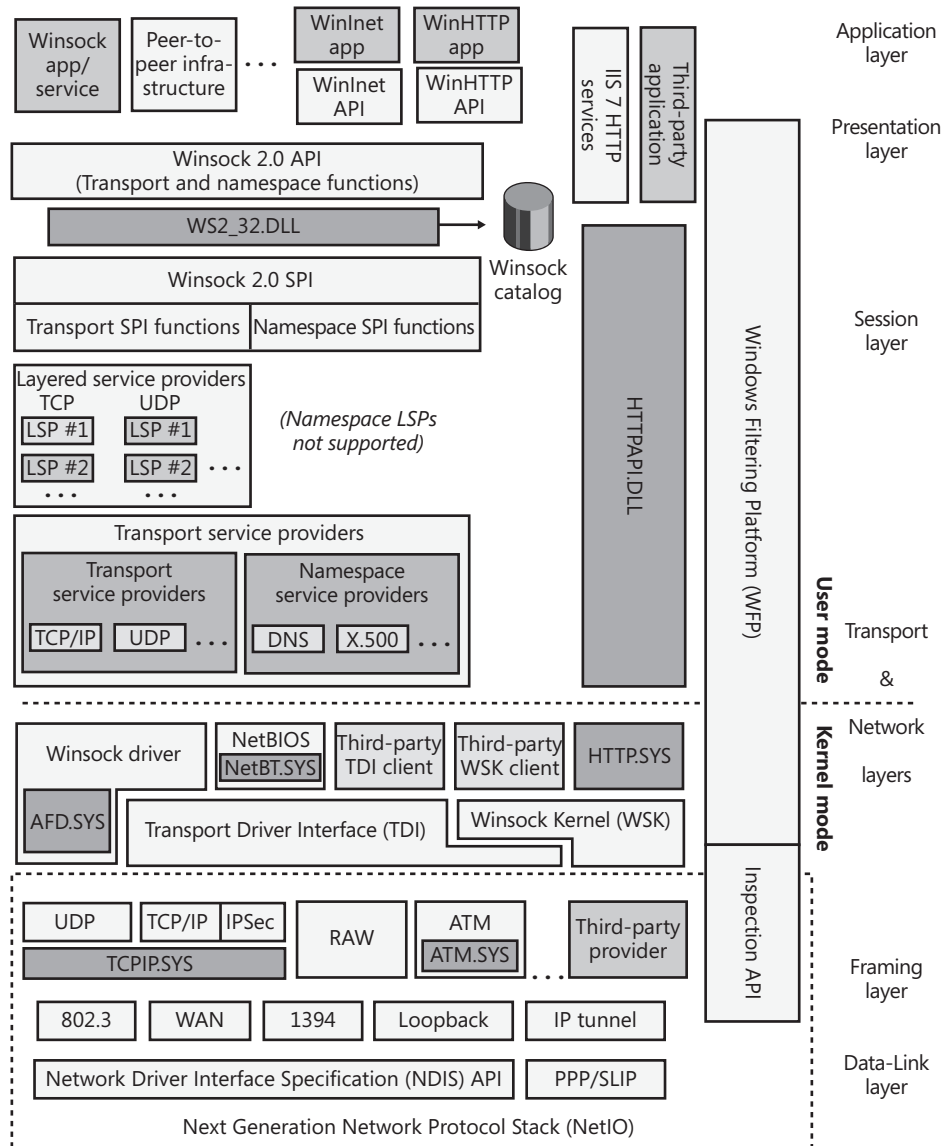 Winsock
app/
service
Peer-to-
peer infra-
structure
...
WinInet
app
WinInet
API
WinHTTP
app
WinHTTP
API
IIS 7 HTTP
services
Third-party
application
Application
layer
Presentation
layer
Winsock 2.0 API
(Transport and namespace functions)
WS2_32.DLL
Winsock
catalog
Winsock 2.0 SPI
Transport SPI functions
Namespace SPI functions
Session
layer
Layered service providers
TCP
UDP
LSP #1
LSP #1
LSP #2
LSP #2
...
...
...
(Namespace LSPs
not supported)
HTTPAPI.DLL
Windows Filtering Platform (WFP)
Transport service providers
Transport
service providers
TCP/IP
UDP
...
Namespace
service providers
DNS
X.500
...
User mode
Kernel mode
Transport
&
Network
layers
Winsock driver
AFD.SYS
NetBIOS
NetBT.SYS
Third-party
TDI client
Third-party
WSK client
HTTP.SYS
Transport Driver Interface (TDI)
Winsock Kernel (WSK)
Inspection API
UDP
TCP/IP
IPSec
TCPIP.SYS
RAW
ATM
ATM.SYS
...
Third-party
provider
Framing
layer
802.3
WAN
1394
Loopback
IP tunnel
Network Driver Interface Specification (NDIS) API
PPP/SLIP
Data-Link
layer
Next Generation Network Protocol Stack (NetIO)